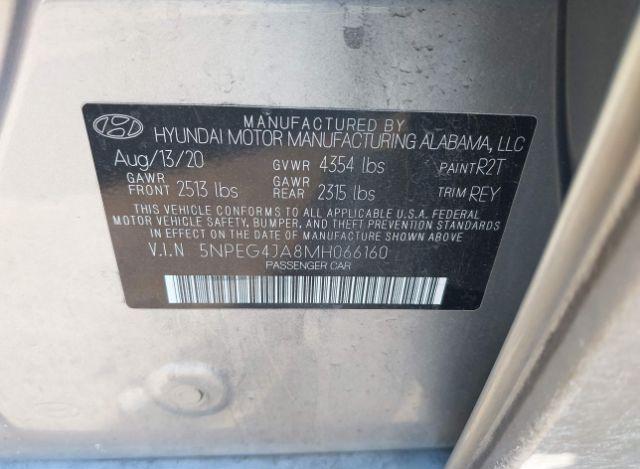 MANUFACTURED BY
HYUNDAI MOTOR MANUFACTURING ALABAMA, LLC
Aug/13/20 GVWR 4354 lbs PAINT R2T
GAWR FRONT 2513 lbs GAWR REAR 2315 lbs TRIM REY
THIS VEHICLE CONFORMS TO ALL APPLICABLE U.S.A. FEDERAL
MOTOR VEHICLE SAFETY, BUMPER, AND THEFT PREVENTION STANDARDS
IN EFFECT ON THE DATE OF MANUFACTURE SHOWN ABOVE.
V.I.N 5NPEG4JA8MH066160
PASSENGER CAR